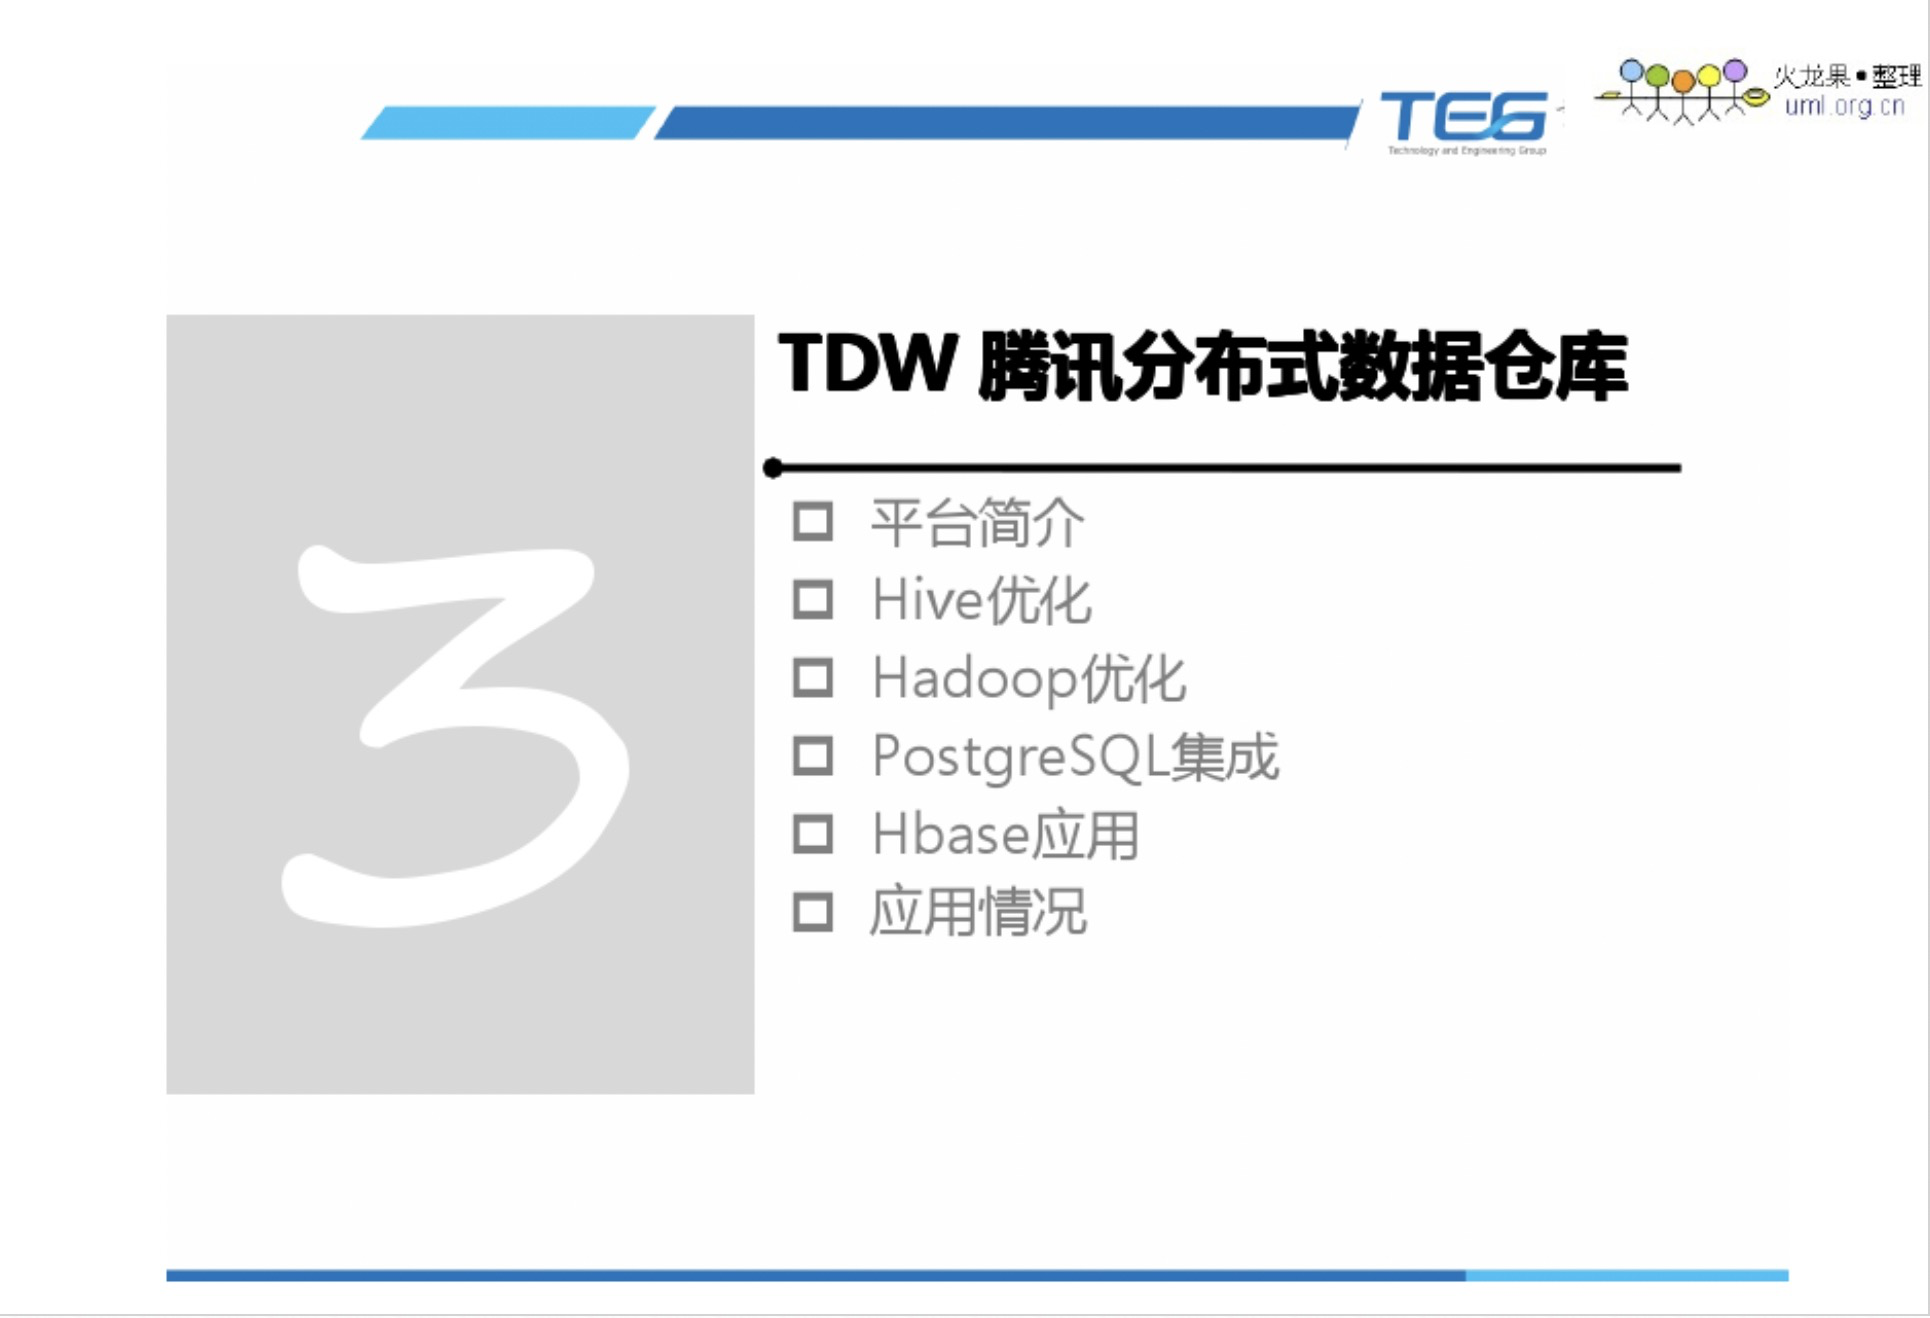 火龙果•整理
uml.org.cn
TEG
Technology and Engineering Group
TDW 腾讯分布式数据仓库
3
平台简介
Hive优化
Hadoop优化
PostgreSQL集成
Hbase应用
应用情况